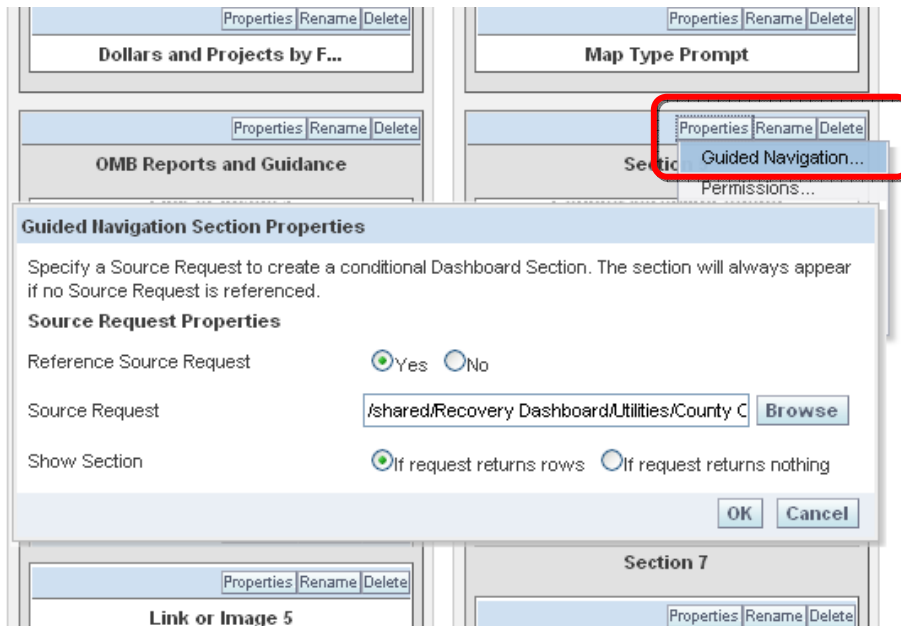 Properties Rename Delete
Properties Rename Delete
Dollars and Projects by F...
Map Type Prompt
Properties Rename Delete
Properties Rename Delete
OMB Reports and Guidance
Section
Guided Navigation...
Permissions...
Guided Navigation Section Properties
Specify a Source Request to create a conditional Dashboard Section. The section will always appear
if no Source Request is referenced.
Source Request Properties
Reference Source Request
Yes No
Source Request
/shared/Recovery Dashboard/Utilities/County C
Browse
Show Section
If request returns rows If request returns nothing
OK Cancel
Section 7
Properties Rename Delete
Link or Image 5
Properties Rename Delete